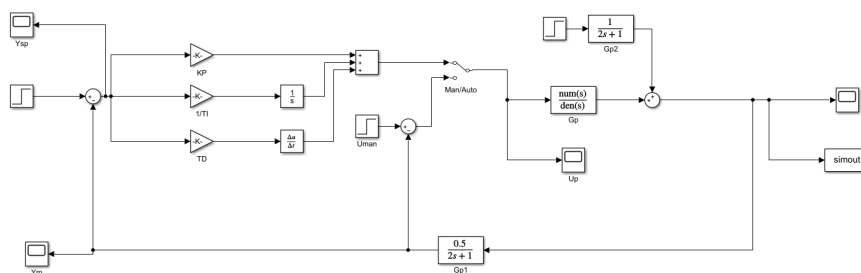 Ysp
-K-
KP
-K-
1/TI
1
s
-K-
TD
Δu
Δt
+
+
+
+
−
Man/Auto
Uman
+
−
1
2s + 1
Gp2
num(s)
den(s)
Gp
+
+
Up
simout
0.5
2s + 1
Gp1
Ym